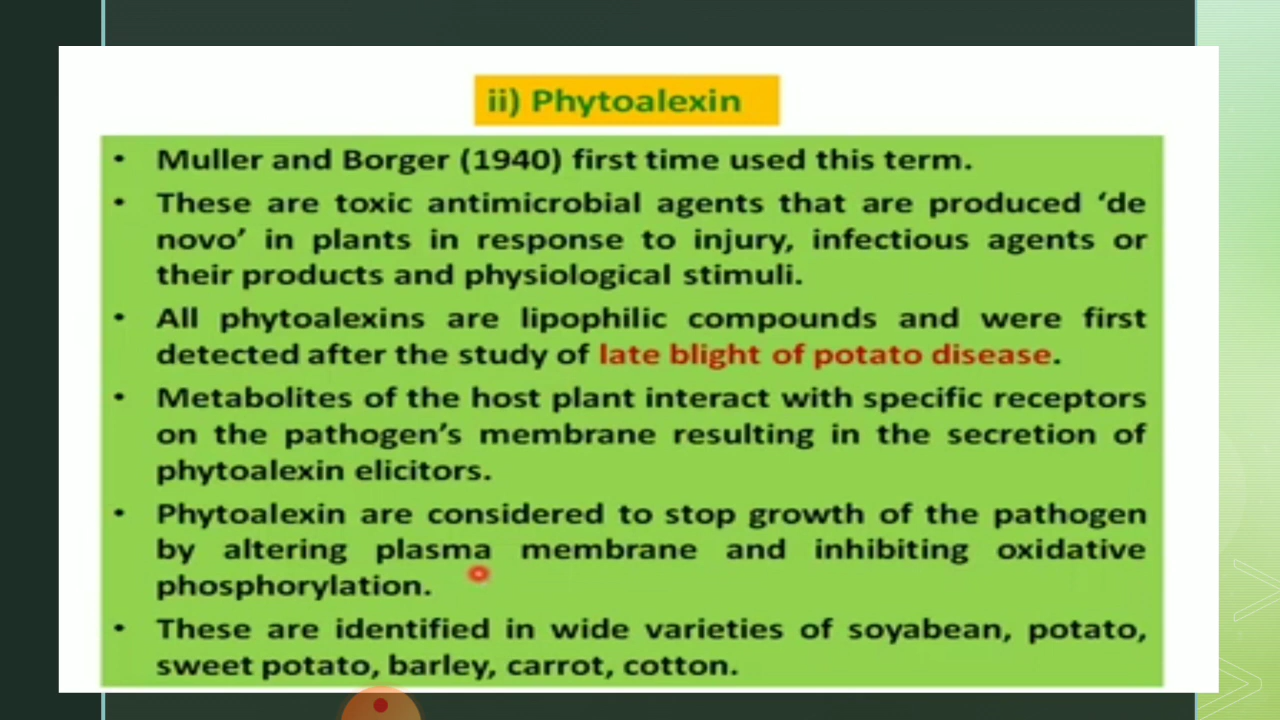 ii) Phytoalexin
• Muller and Borger (1940) first time used this term.
• These are toxic antimicrobial agents that are produced ‘de
novo’ in plants in response to injury, infectious agents or
their products and physiological stimuli.
• All phytoalexins are lipophilic compounds and were first
detected after the study of late blight of potato disease.
• Metabolites of the host plant interact with specific receptors
on the pathogen’s membrane resulting in the secretion of
phytoalexin elicitors.
• Phytoalexin are considered to stop growth of the pathogen
by altering plasma membrane and inhibiting oxidative
phosphorylation.
• These are identified in wide varieties of soyabean, potato,
sweet potato, barley, carrot, cotton.